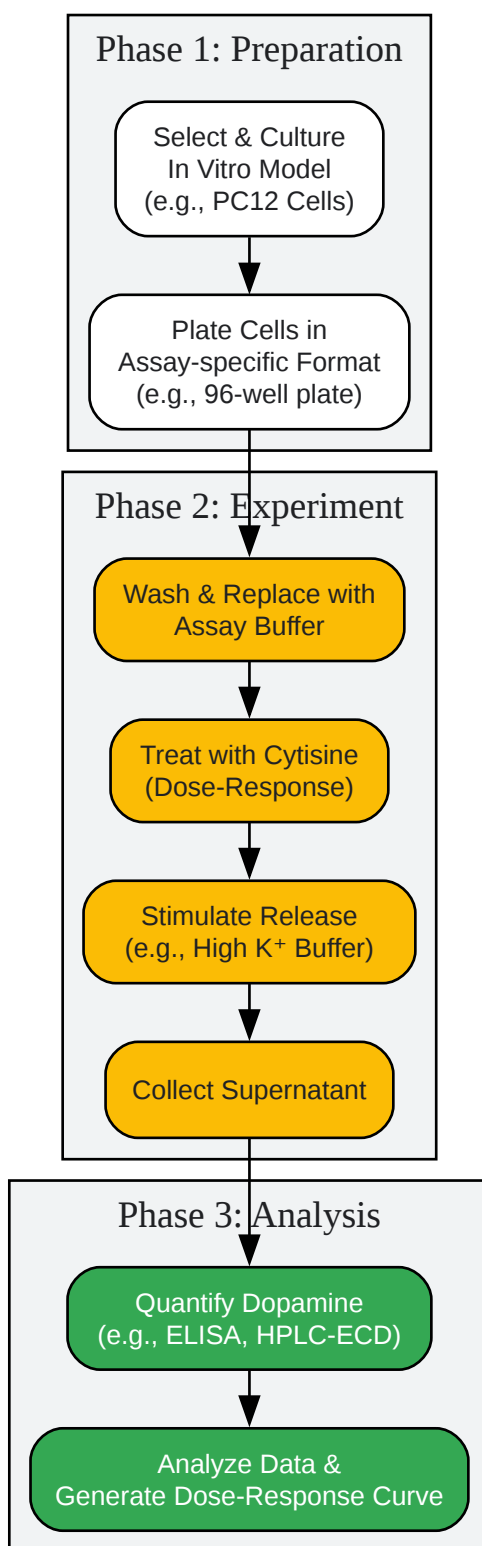 Phase 1: Preparation
Select & Culture
In Vitro Model
(e.g., PC12 Cells)
Plate Cells in
Assay-specific Format
(e.g., 96-well plate)
Phase 2: Experiment
Wash & Replace with
Assay Buffer
Treat with Cytisine
(Dose-Response)
Stimulate Release
(e.g., High K⁺ Buffer)
Collect Supernatant
Phase 3: Analysis
Quantify Dopamine
(e.g., ELISA, HPLC-ECD)
Analyze Data &
Generate Dose-Response Curve